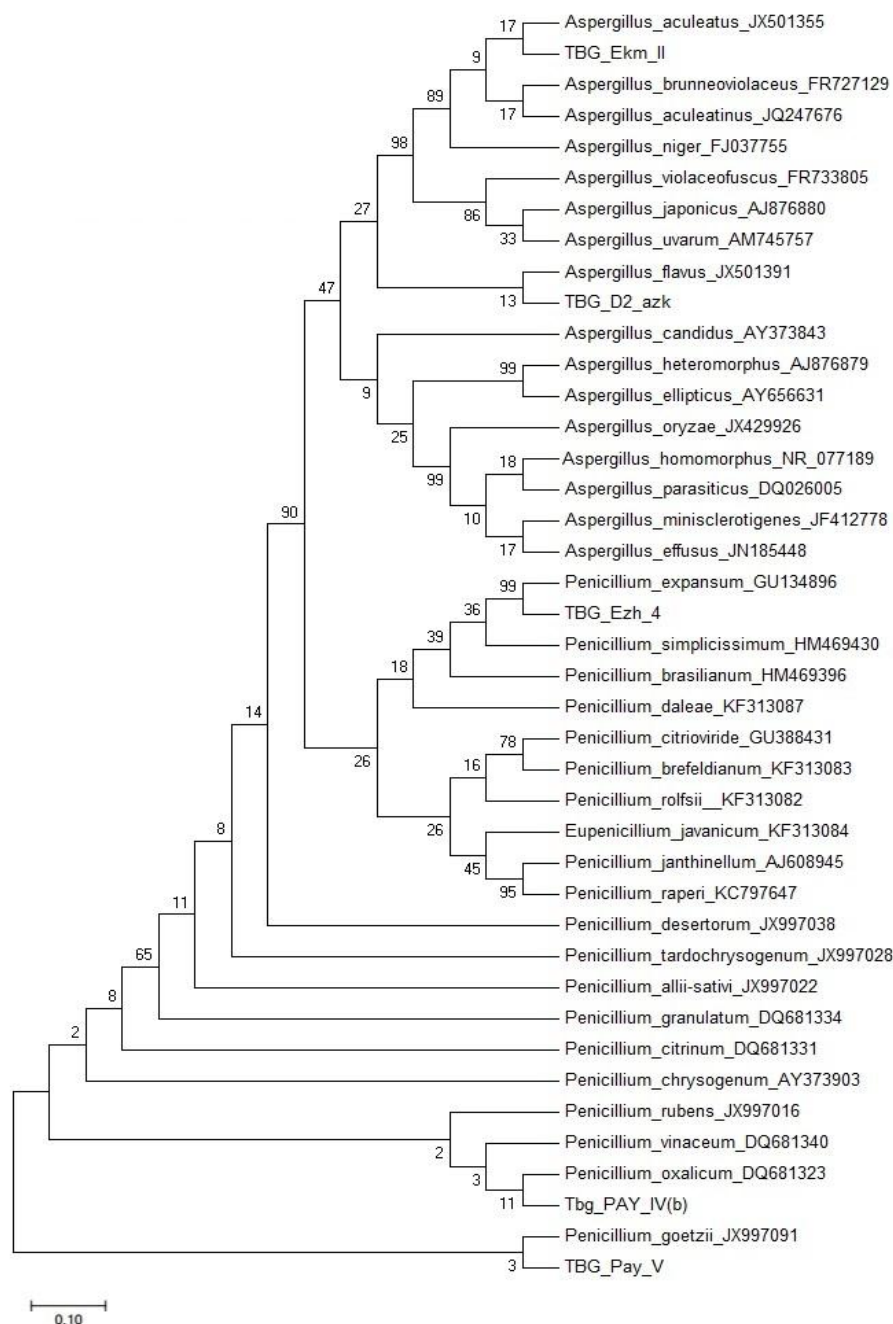 17 Aspergillus_aculeatus_JX501355
TBG_Ekm_II
9
Aspergillus_brunneoviolaceus_FR727129
89
17 Aspergillus_aculeatinus_JQ247676
98 Aspergillus_niger_FJ037755
Aspergillus_violaceofuscus_FR733805
27 86 Aspergillus_japonicus_AJ876880
33 Aspergillus_uvarum_AM745757
Aspergillus_flavus_JX501391
47
13 TBG_D2_azk
Aspergillus_candidus_AY373843
99 Aspergillus_heteromorphus_AJ876879
9
Aspergillus_ellipticus_AY656631
25 Aspergillus_oryzae_JX429926
18 Aspergillus_homomorphus_NR_077189
99
Aspergillus_parasiticus_DQ026005
90 10 Aspergillus_minisclerotigenes_JF412778
17 Aspergillus_effusus_JN185448
99 Penicillium_expansum_GU134896
36 TBG_Ezh_4
39 Penicillium_simplicissimum_HM469430
18 Penicillium_brasilianum_HM469396
14 Penicillium_daleae_KF313087
78 Penicillium_citrioviride_GU388431
26 16 Penicillium_brefeldianum_KF313083
Penicillium_rolfsii__KF313082
8 26 Eupenicillium_javanicum_KF313084
45 Penicillium_janthinellum_AJ608945
95 Penicillium_raperi_KC797647
11 Penicillium_desertorum_JX997038
65 Penicillium_tardochrysogenum_JX997028
8 Penicillium_allii-sativi_JX997022
Penicillium_granulatum_DQ681334
2 Penicillium_citrinum_DQ681331
Penicillium_chrysogenum_AY373903
Penicillium_rubens_JX997016
2 Penicillium_vinaceum_DQ681340
3 Penicillium_oxalicum_DQ681323
11 Tbg_PAY_IV(b)
Penicillium_goetzii_JX997091
3 TBG_Pay_V
0.10